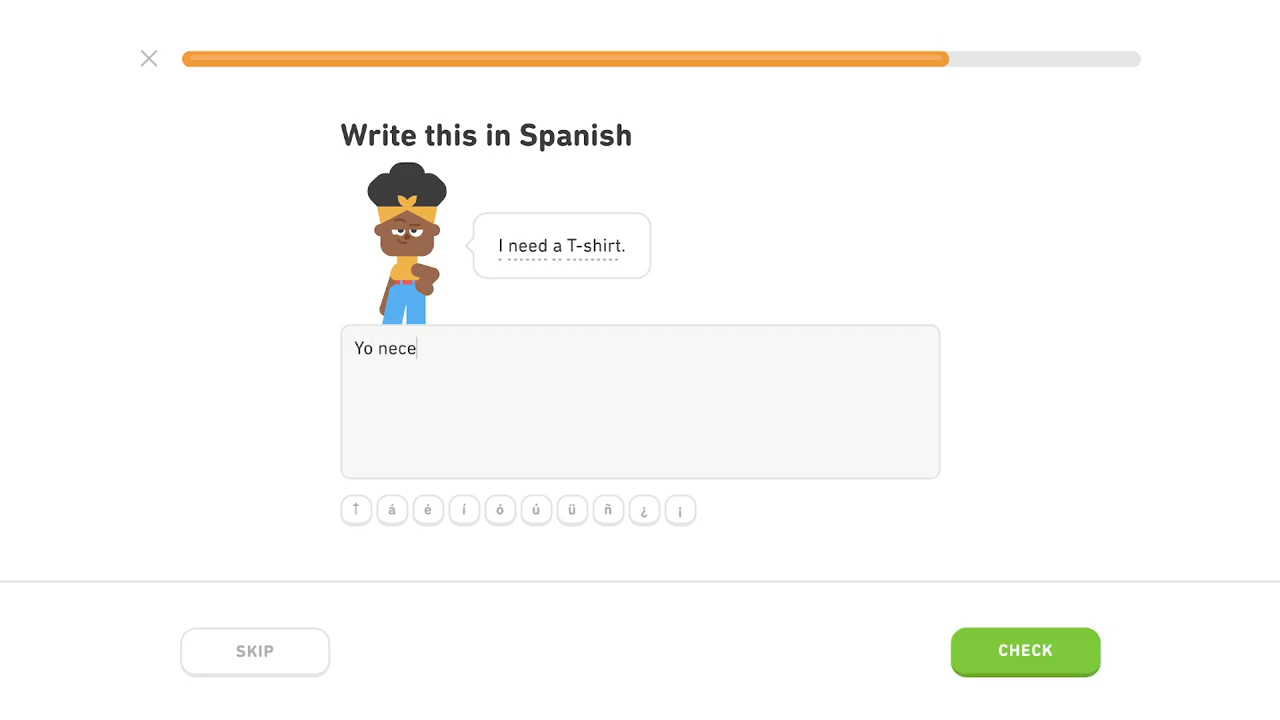 Write this in Spanish
I need a T-shirt.
Yo nece
↑ á é í ó ú ü ñ ¿ ¡
SKIP
CHECK